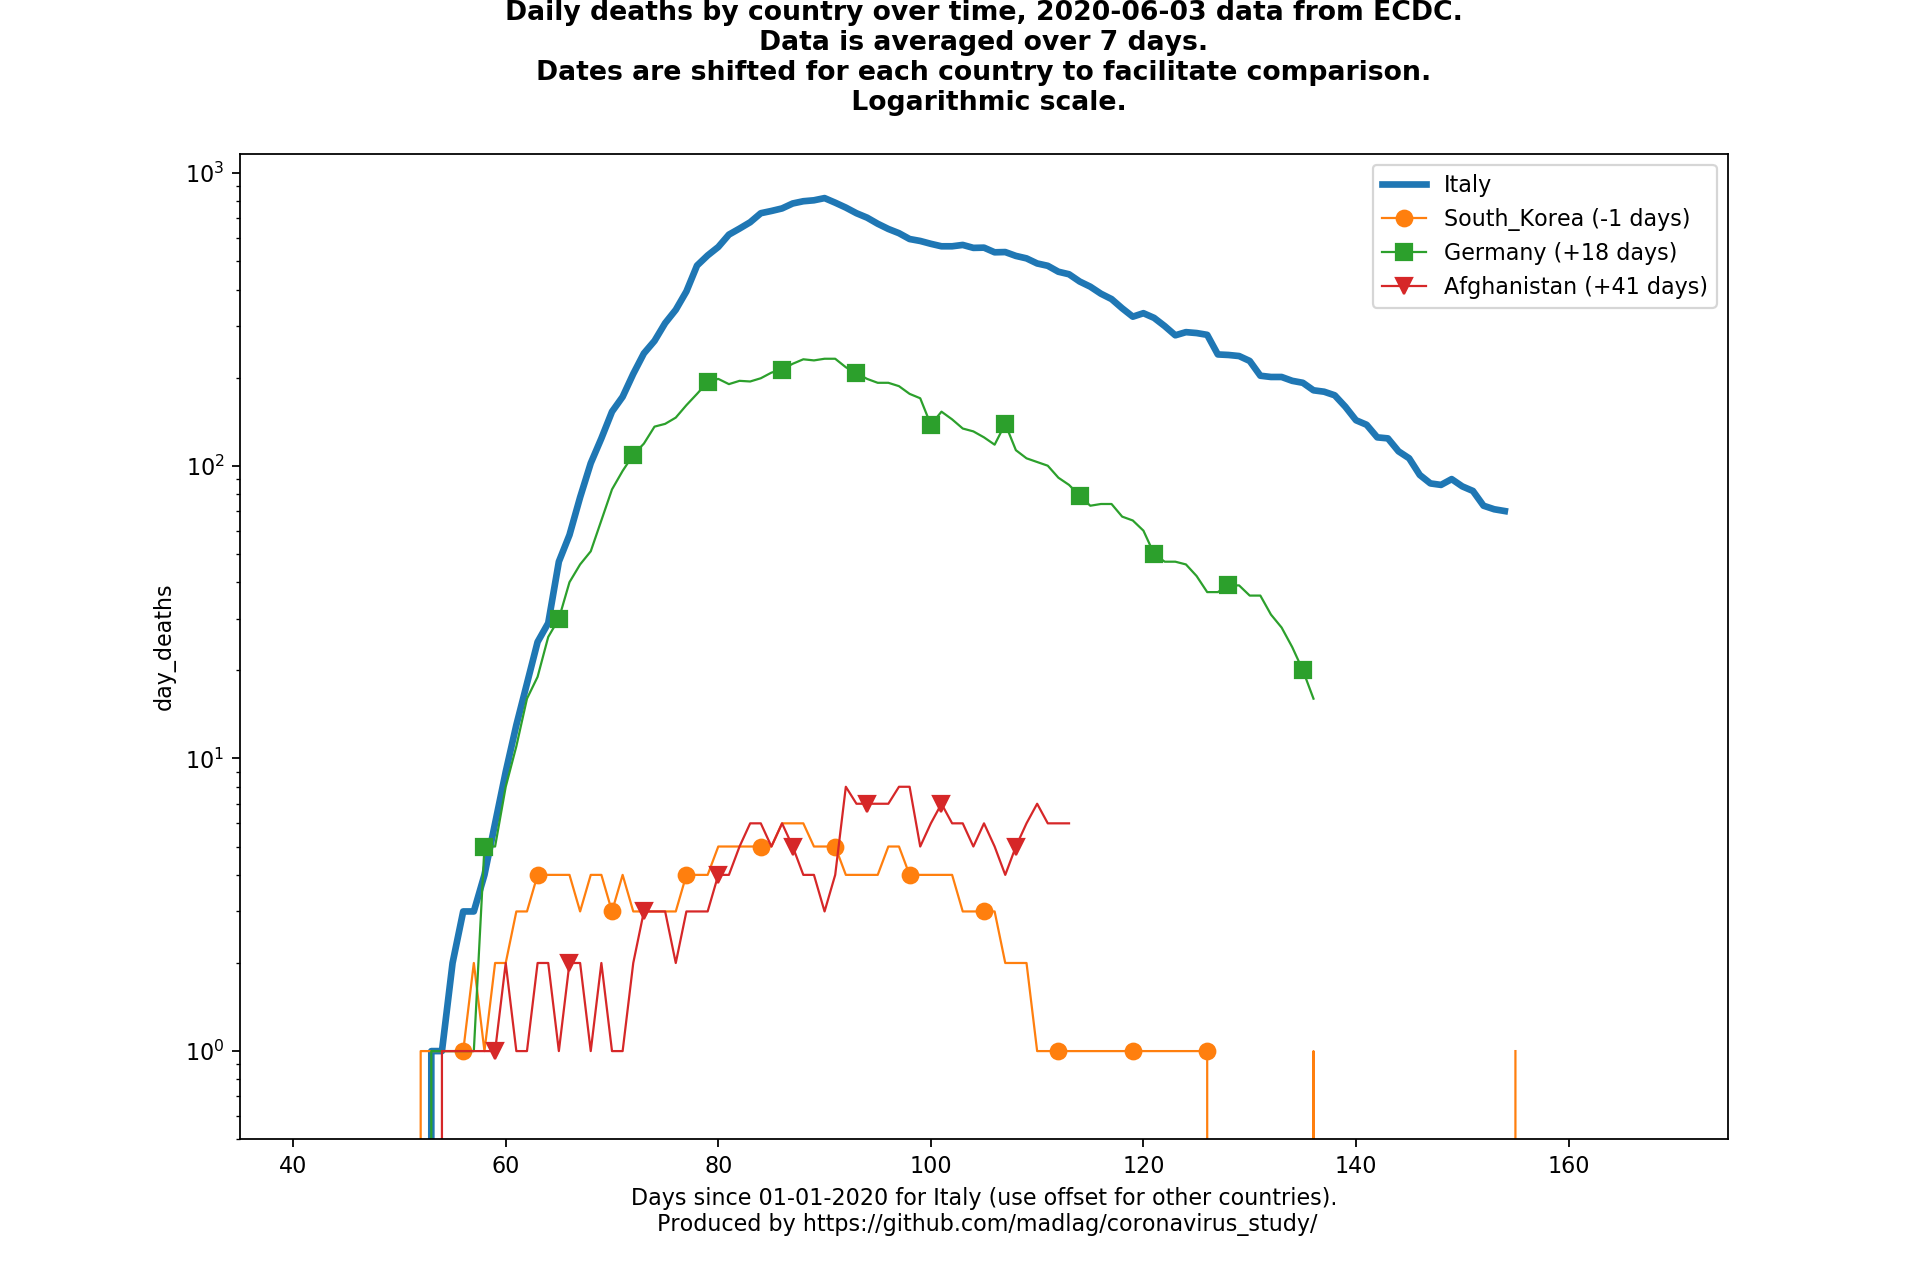 Daily deaths by country over time, 2020-06-03 data from ECDC.
Data is averaged over 7 days.
Dates are shifted for each country to facilitate comparison.
Logarithmic scale.
10³
10²
10¹
10⁰
day_deaths
Italy
South_Korea (-1 days)
Germany (+18 days)
Afghanistan (+41 days)
40 60 80 100 120 140 160
Days since 01-01-2020 for Italy (use offset for other countries).
Produced by https://github.com/madlag/coronavirus_study/